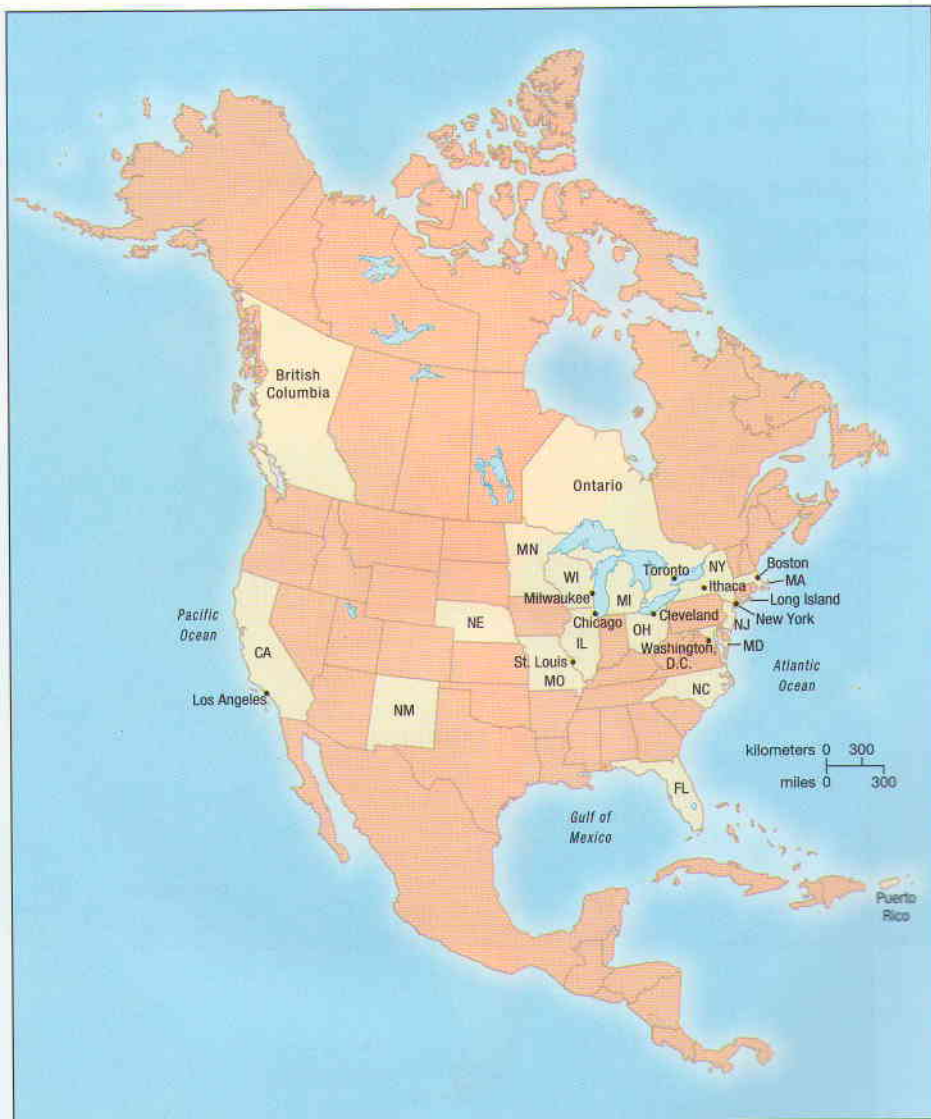 British
Columbia
Ontario
MN
WI
Milwaukee
Chicago
MI
Toronto
NY
Ithaca
Boston
MA
Long Island
New York
NJ
Cleveland
OH
Washington,
D.C.
MD
NE
IL
St. Louis
MO
NC
Pacific
Ocean
CA
Los Angeles
NM
Atlantic
Ocean
kilometers 0 300
miles 0 300
FL
Gulf of
Mexico
Puerto
Rico